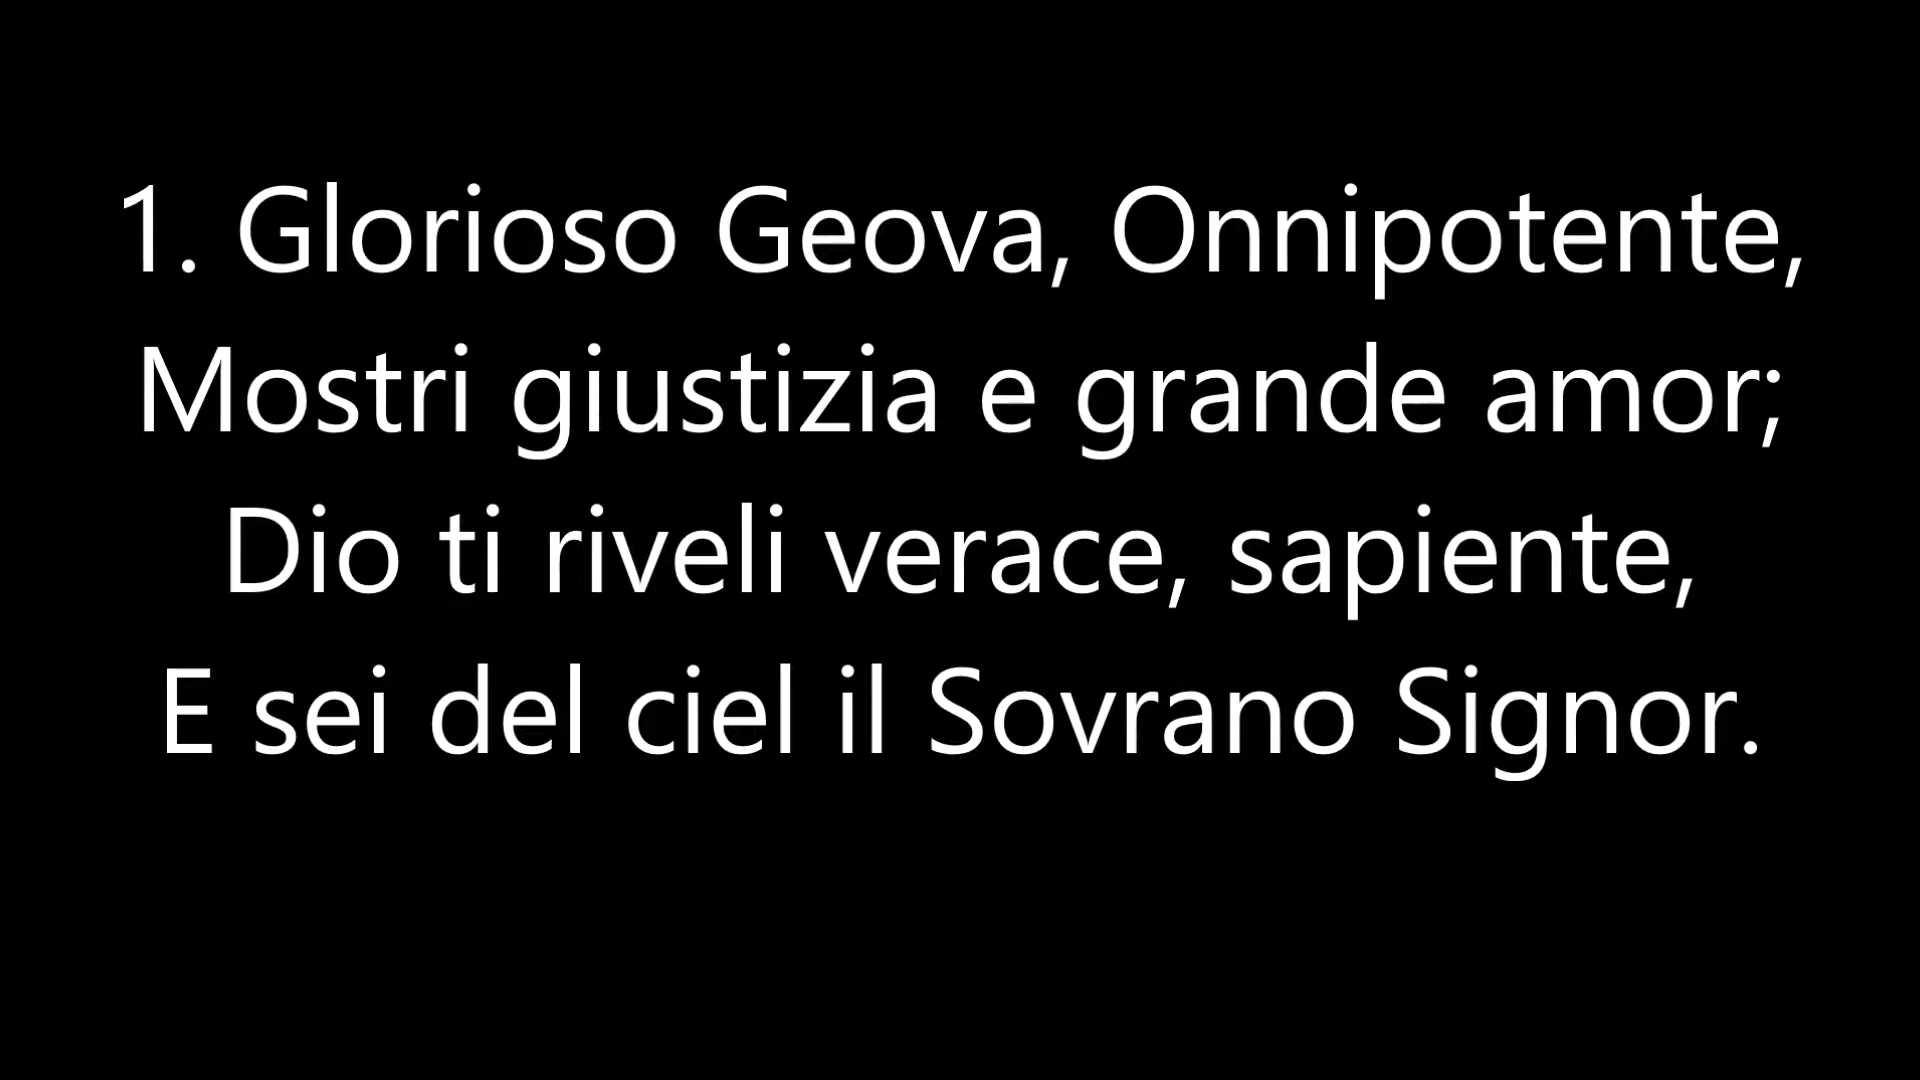 1. Glorioso Geova, Onnipotente,
Mostri giustizia e grande amor;
Dio ti riveli verace, sapiente,
E sei del ciel il Sovrano Signor.